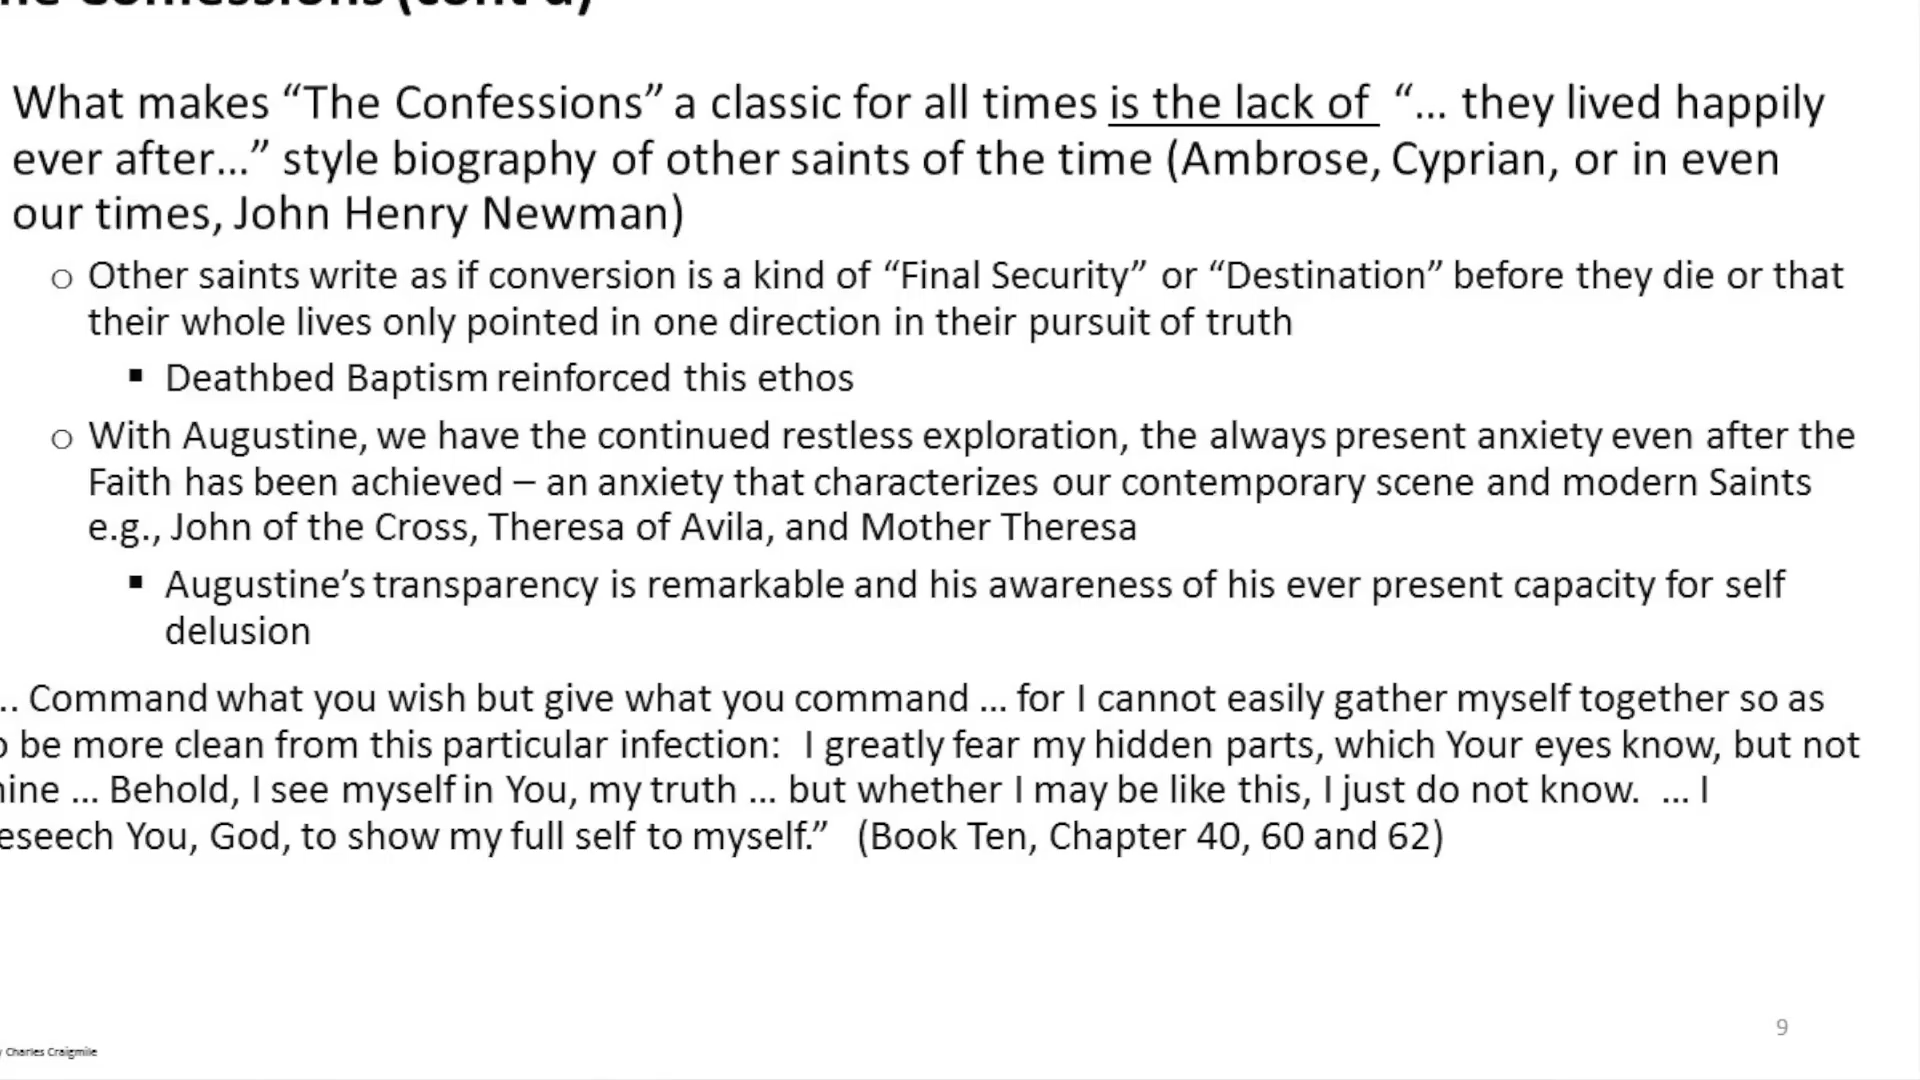 Confessions (cont'd)
What makes “The Confessions” a classic for all times is the lack of “… they lived happily
ever after…” style biography of other saints of the time (Ambrose, Cyprian, or in even
our times, John Henry Newman)
o Other saints write as if conversion is a kind of “Final Security” or “Destination” before they die or that
their whole lives only pointed in one direction in their pursuit of truth
▪ Deathbed Baptism reinforced this ethos
o With Augustine, we have the continued restless exploration, the always present anxiety even after the
Faith has been achieved – an anxiety that characterizes our contemporary scene and modern Saints
e.g., John of the Cross, Theresa of Avila, and Mother Theresa
▪ Augustine’s transparency is remarkable and his awareness of his ever present capacity for self
delusion
.. Command what you wish but give what you command … for I cannot easily gather myself together so as
be more clean from this particular infection: I greatly fear my hidden parts, which Your eyes know, but not
… Behold, I see myself in You, my truth … but whether I may be like this, I just do not know. … I
You, God, to show my full self to myself.” (Book Ten, Chapter 40, 60 and 62)
9
Charles Craigmile